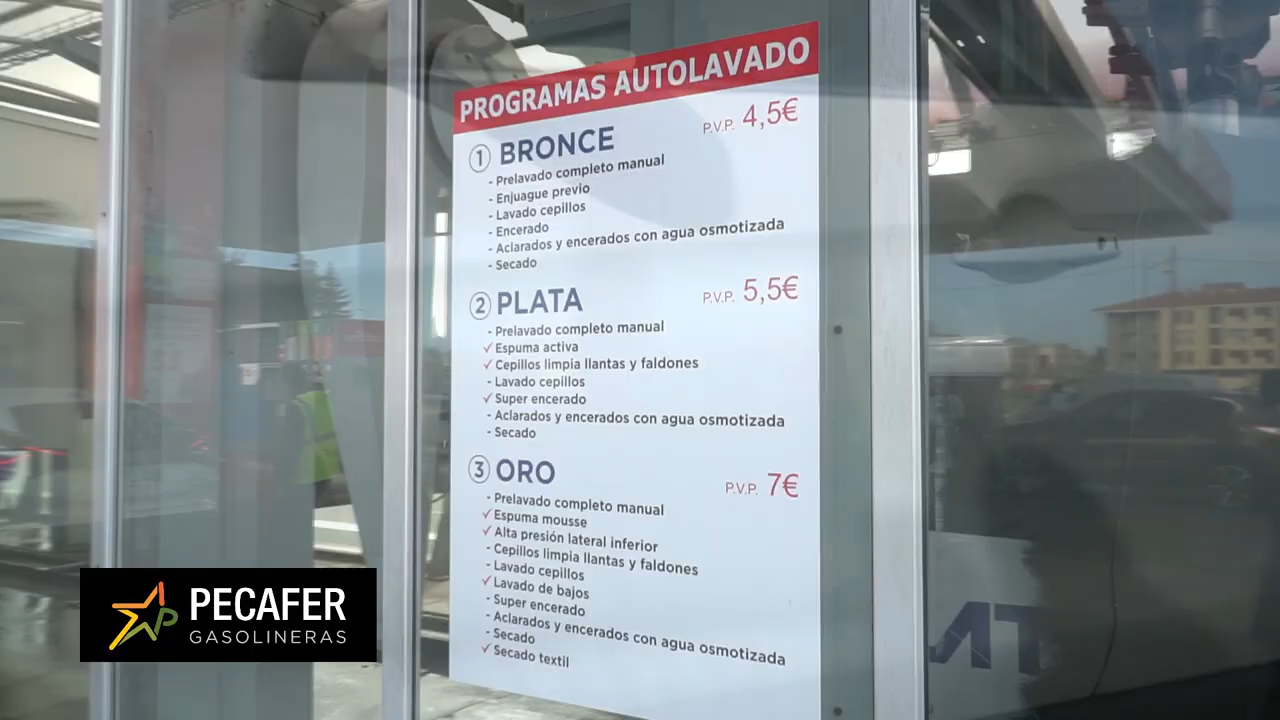 PROGRAMAS AUTOLAVADO
① BRONCE P.V.P. 4,5€
- Prelavado completo manual
- Enjuague previo
- Lavado cepillos
- Encerado
- Aclarados y encerados con agua osmotizada
- Secado
② PLATA P.V.P. 5,5€
- Prelavado completo manual
✓ Espuma activa
✓ Cepillos limpia llantas y faldones
- Lavado cepillos
✓ Super encerado
- Aclarados y encerados con agua osmotizada
- Secado
③ ORO P.V.P. 7€
- Prelavado completo manual
✓ Espuma mousse
✓ Alta presión lateral inferior
- Cepillos limpia llantas y faldones
- Lavado cepillos
✓ Lavado de bajos
- Super encerado
- Aclarados y encerados con agua osmotizada
- Secado
✓ Secado textil
PECAFER
GASOLINERAS